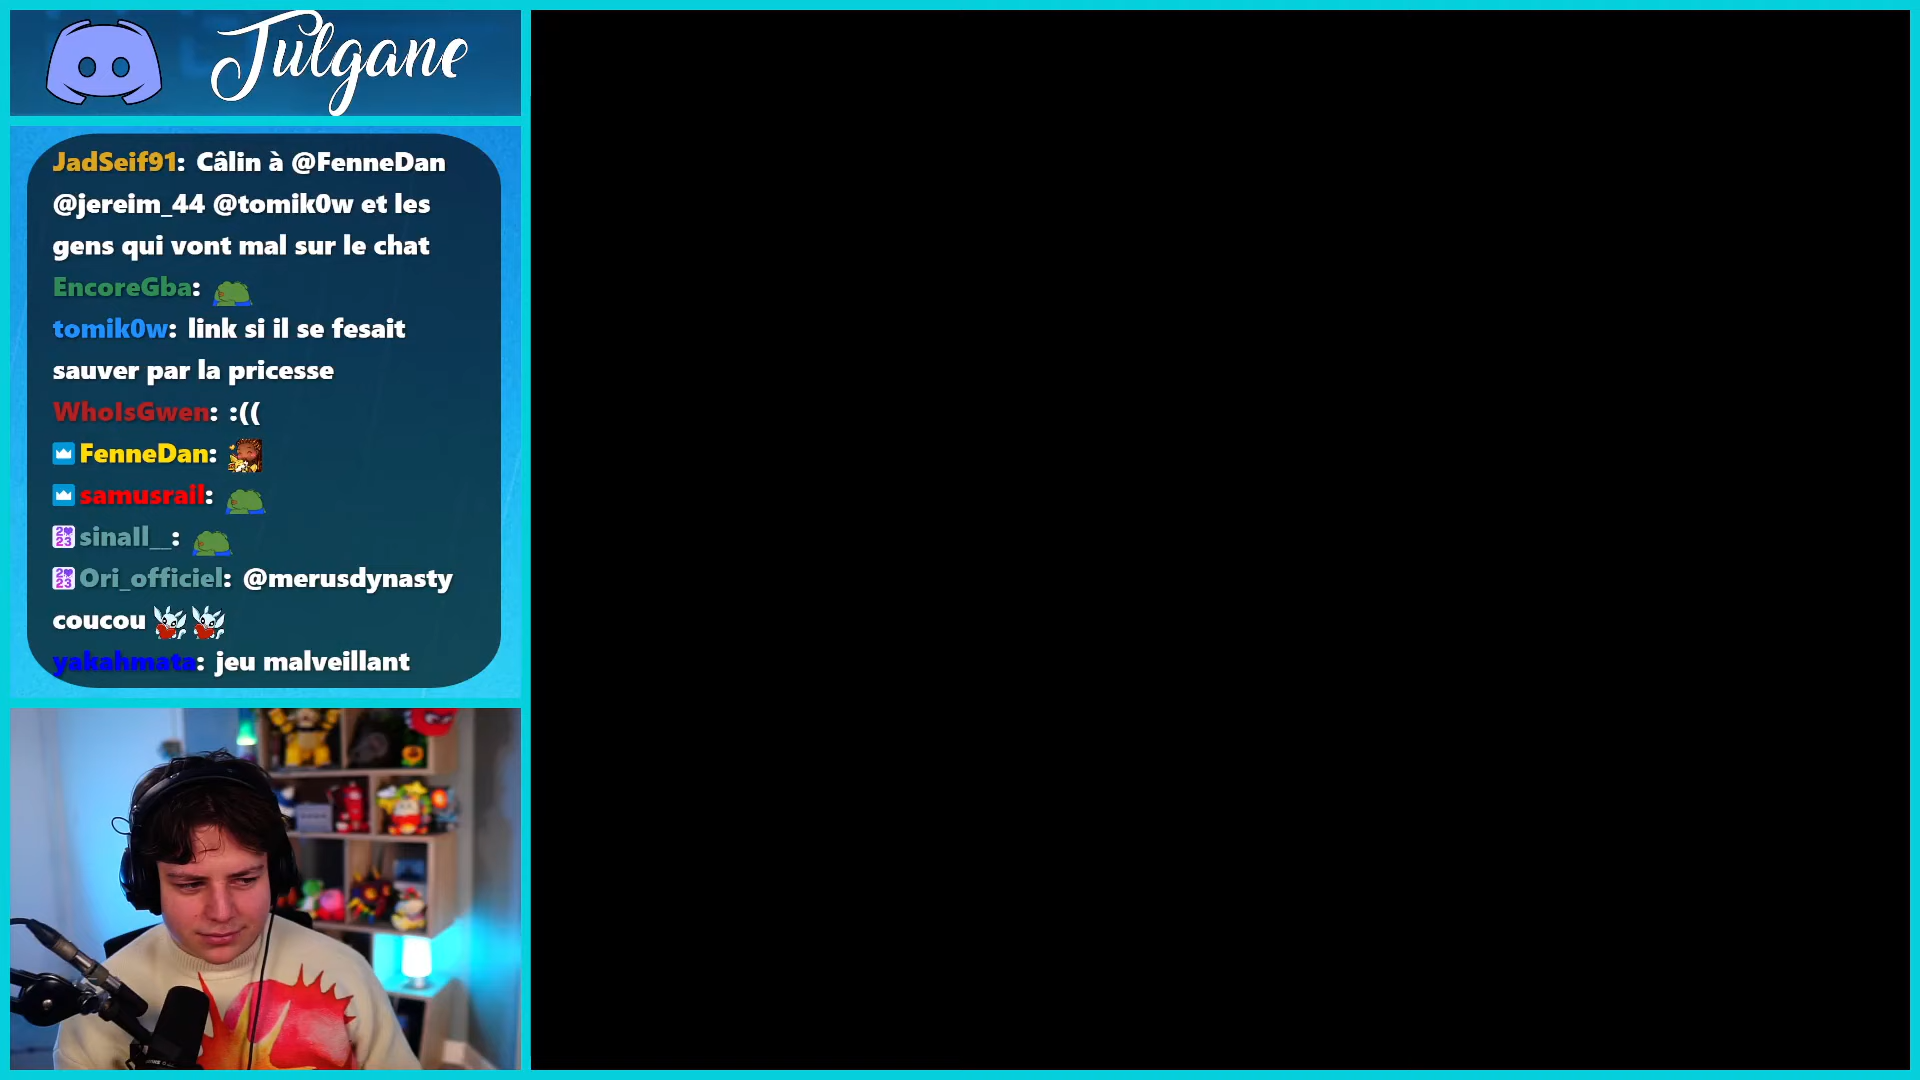 Julgane
JadSeif91: Câlin à @FenneDan
@jereim_44 @tomik0w et les
gens qui vont mal sur le chat
EncoreGba:
tomik0w: link si il se fesait
sauver par la pricesse
WhoIsGwen: :((
FenneDan:
samusrail:
sinall__:
Ori_officiel: @merusdynasty
coucou
yakahmata: jeu malveillant